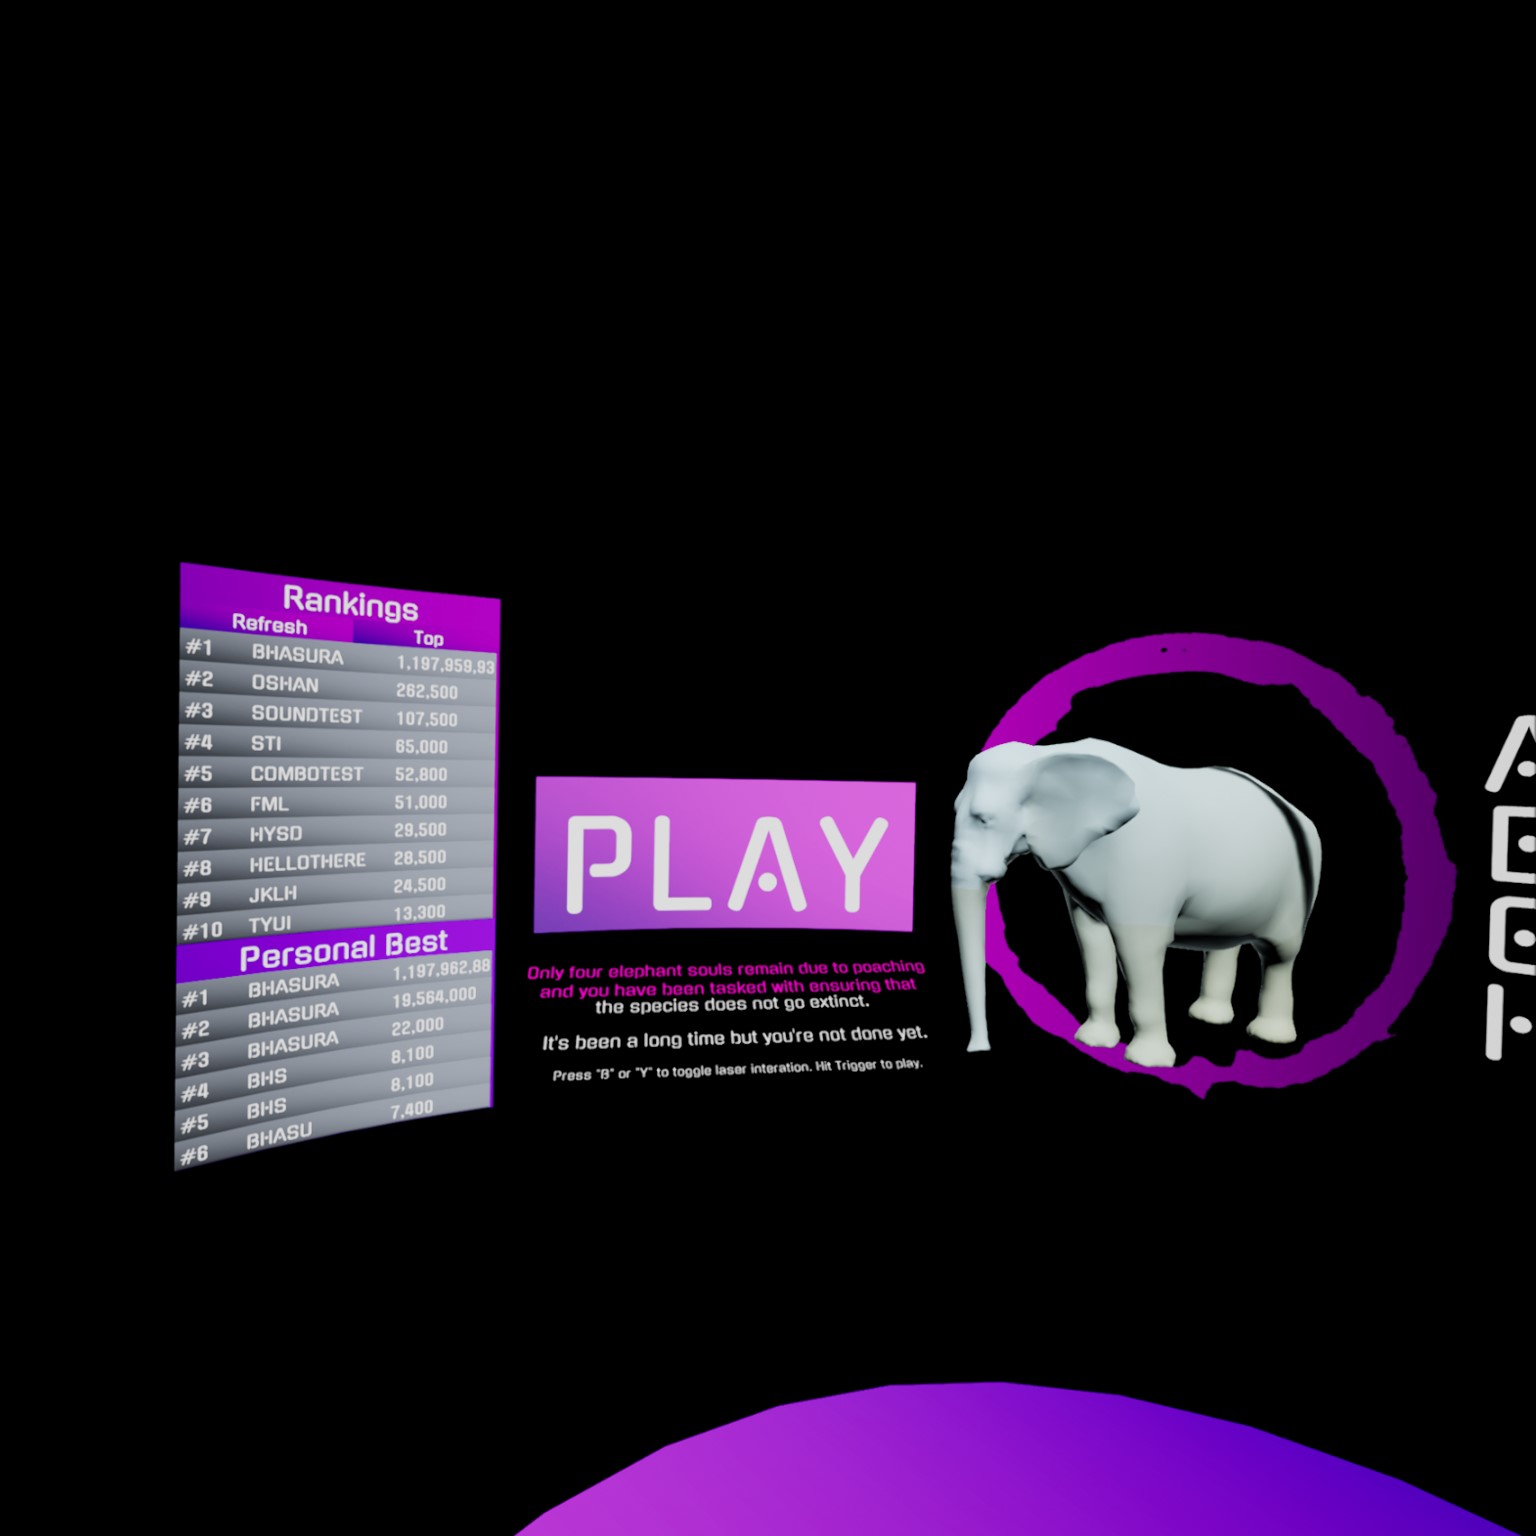 Rankings
Refresh Top
#1 BHASURA 1,197,959,93
#2 OSHAN 262,500
#3 SOUNDTEST 107,500
#4 STI 65,000
#5 COMBOTEST 52,800
#6 FML 51,000
#7 HYSD 29,500
#8 HELLOTHERE 28,500
#9 JKLH 24,500
#10 TYUI 13,300
Personal Best
#1 BHASURA 1,197,962,88
#2 BHASURA 19,564,000
#3 BHASURA 22,000
#4 BHS 8,100
#5 BHS 8,100
#6 BHASU 7,400
PLAY
Only four elephant souls remain due to poaching
and you have been tasked with ensuring that
the species does not go extinct.
It's been a long time but you're not done yet.
Press "B" or "Y" to toggle laser interation. Hit Trigger to play.